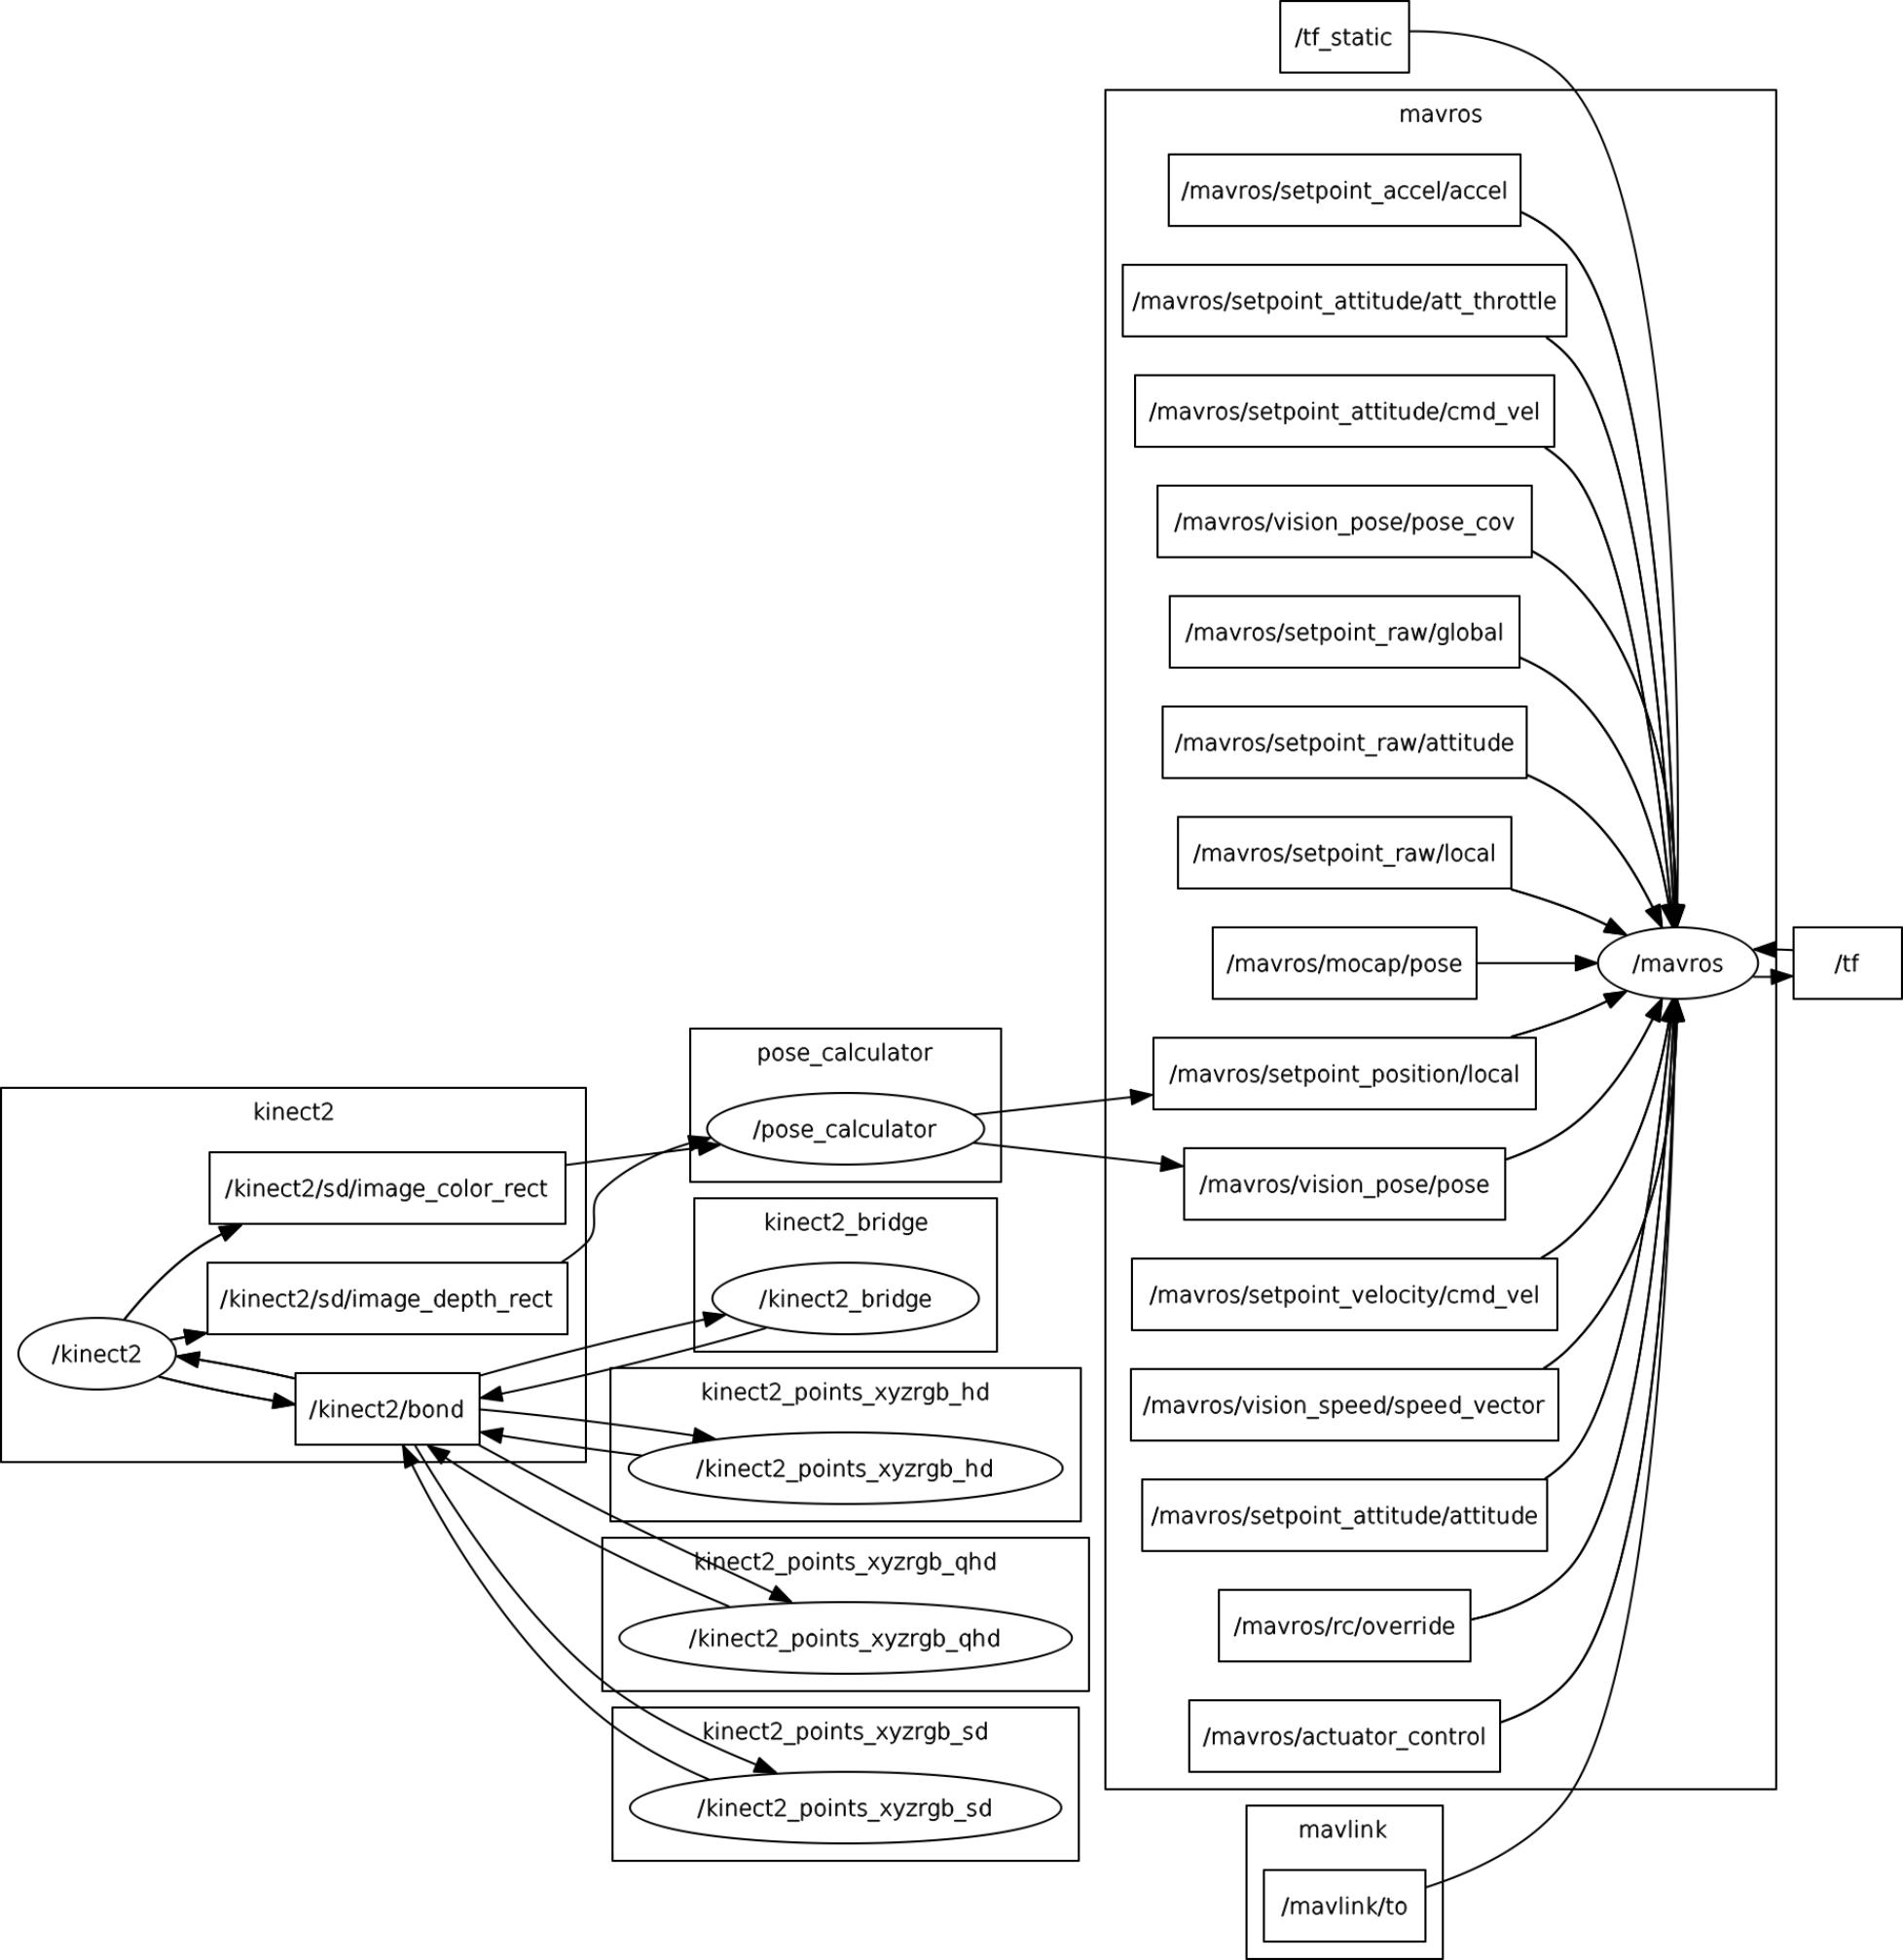 /tf_static
mavros
/mavros/setpoint_accel/accel
/mavros/setpoint_attitude/att_throttle
/mavros/setpoint_attitude/cmd_vel
/mavros/vision_pose/pose_cov
/mavros/setpoint_raw/global
/mavros/setpoint_raw/attitude
/mavros/setpoint_raw/local
/mavros/mocap/pose
/mavros
/tf
/mavros/setpoint_position/local
/mavros/vision_pose/pose
/mavros/setpoint_velocity/cmd_vel
/mavros/vision_speed/speed_vector
/mavros/setpoint_attitude/attitude
/mavros/rc/override
/mavros/actuator_control
mavlink
/mavlink/to
pose_calculator
/pose_calculator
kinect2
/kinect2/sd/image_color_rect
/kinect2/sd/image_depth_rect
/kinect2
/kinect2/bond
kinect2_bridge
/kinect2_bridge
kinect2_points_xyzrgb_hd
/kinect2_points_xyzrgb_hd
kinect2_points_xyzrgb_qhd
/kinect2_points_xyzrgb_qhd
kinect2_points_xyzrgb_sd
/kinect2_points_xyzrgb_sd